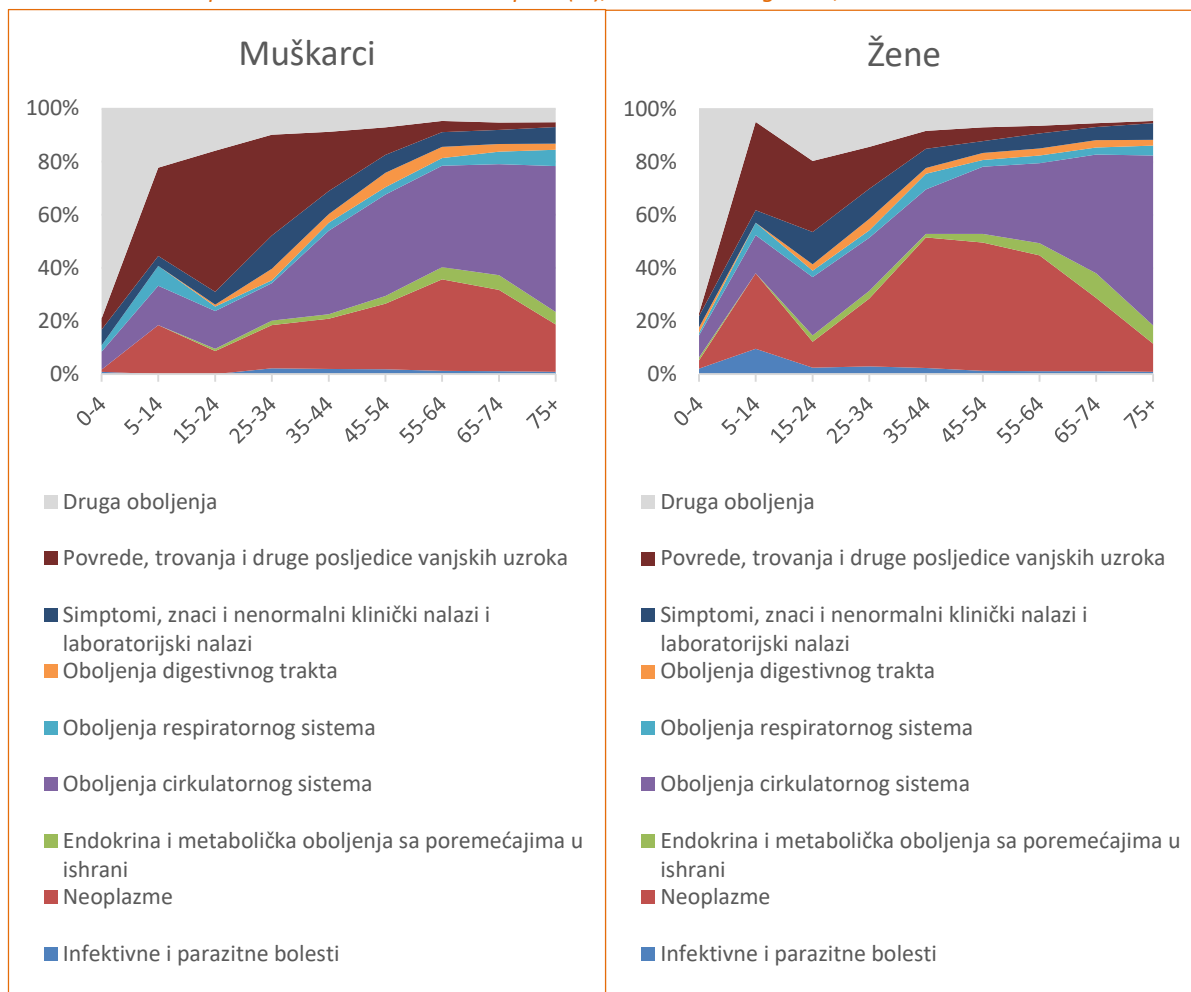 Muškarci
100%
80%
60%
40%
20%
0%
0-4
5-14
15-24
25-34
35-44
45-54
55-64
65-74
75+
Druga oboljenja
Povrede, trovanja i druge posljedice vanjskih uzroka
Simptomi, znaci i nenormalni klinički nalazi i
laboratorijski nalazi
Oboljenja digestivnog trakta
Oboljenja respiratornog sistema
Oboljenja cirkulatornog sistema
Endokrina i metabolička oboljenja sa poremećajima u
ishrani
Neoplazme
Infektivne i parazitne bolesti
Žene
100%
80%
60%
40%
20%
0%
0-4
5-14
15-24
25-34
35-44
45-54
55-64
65-74
75+
Druga oboljenja
Povrede, trovanja i druge posljedice vanjskih uzroka
Simptomi, znaci i nenormalni klinički nalazi i
laboratorijski nalazi
Oboljenja digestivnog trakta
Oboljenja respiratornog sistema
Oboljenja cirkulatornog sistema
Endokrina i metabolička oboljenja sa poremećajima u
ishrani
Neoplazme
Infektivne i parazitne bolesti